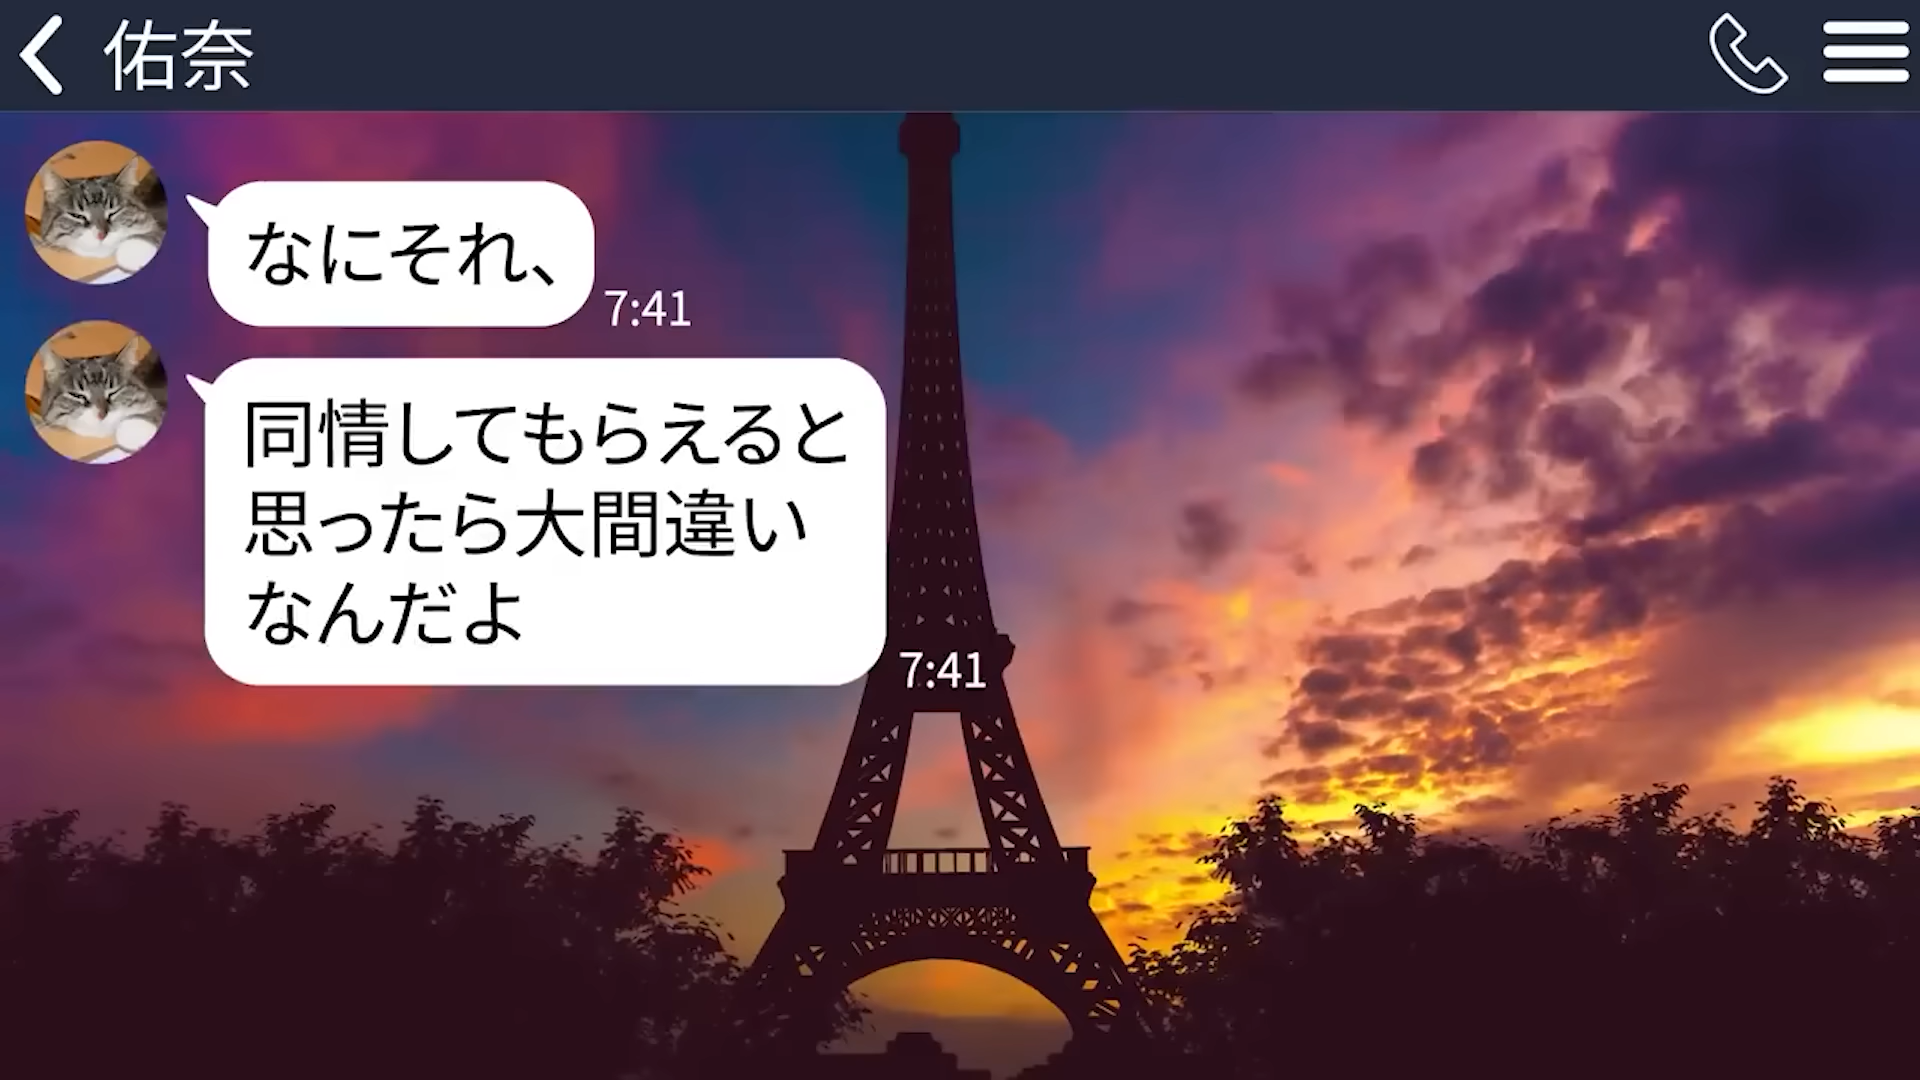 佑奈
なにそれ、
7:41
同情してもらえると
思ったら大間違い
なんだよ
7:41